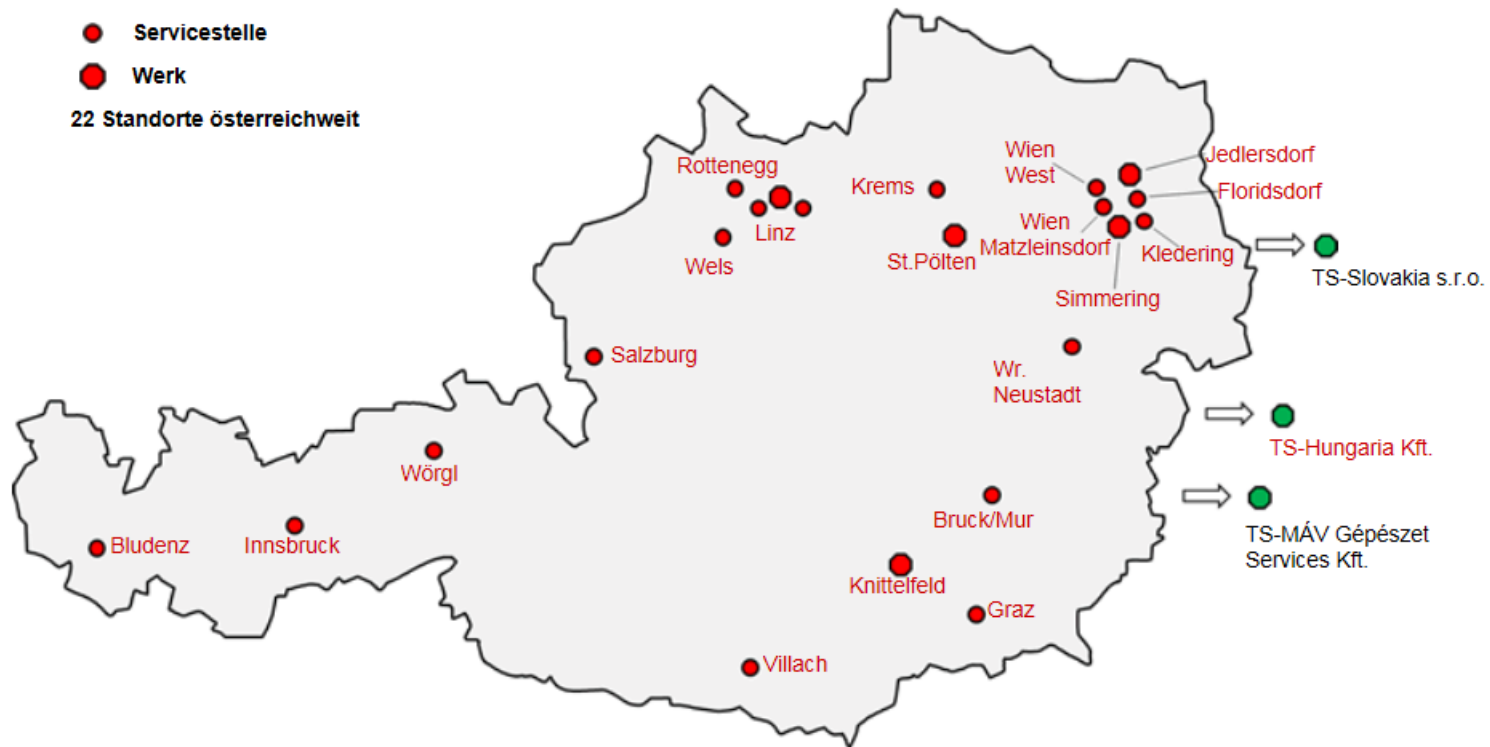 Servicestelle
Werk
22 Standorte österreichweit
Rottenegg
Krems
Wien
West
Jedlersdorf
Floridsdorf
Linz
Wels
St.Pölten
Wien
Matzleinsdorf
Kledering
Simmering
TS-Slovakia s.r.o.
Salzburg
Wr.
Neustadt
TS-Hungaria Kft.
Wörgl
Bruck/Mur
TS-MÁV Gépészet
Services Kft.
Bludenz
Innsbruck
Knittelfeld
Graz
Villach